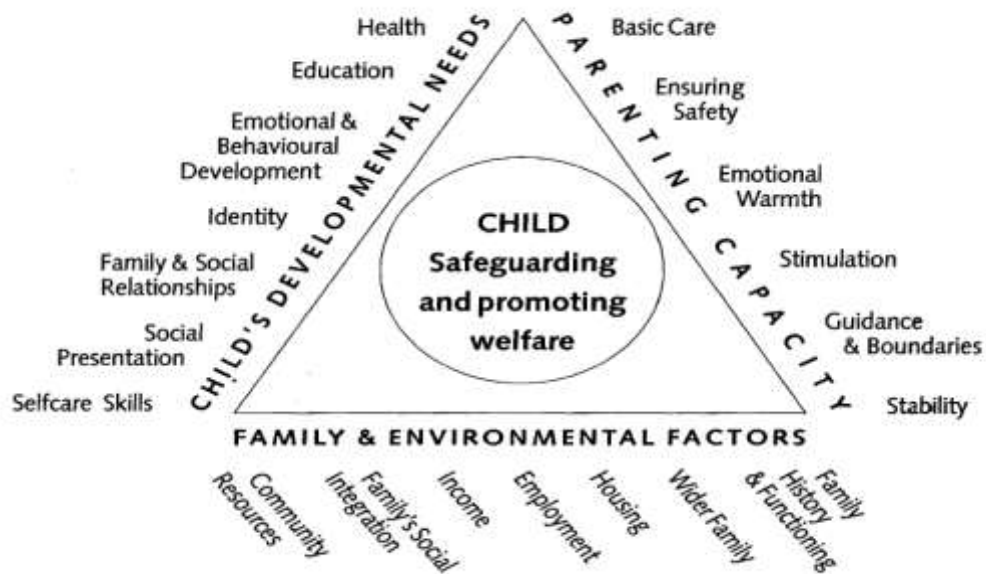 Health
Education
Emotional &
Behavioural
Development
Identity
Family & Social
Relationships
Social
Presentation
Selfcare Skills
CHILD'S DEVELOPMENTAL NEEDS
CHILD
Safeguarding
and promoting
welfare
PARENTING CAPACITY
Basic Care
Ensuring
Safety
Emotional
Warmth
Stimulation
Guidance
& Boundaries
Stability
FAMILY & ENVIRONMENTAL FACTORS
Community
Resources
Family's Social
Integration
Income
Employment
Housing
Wider Family
Family
History
& Functioning